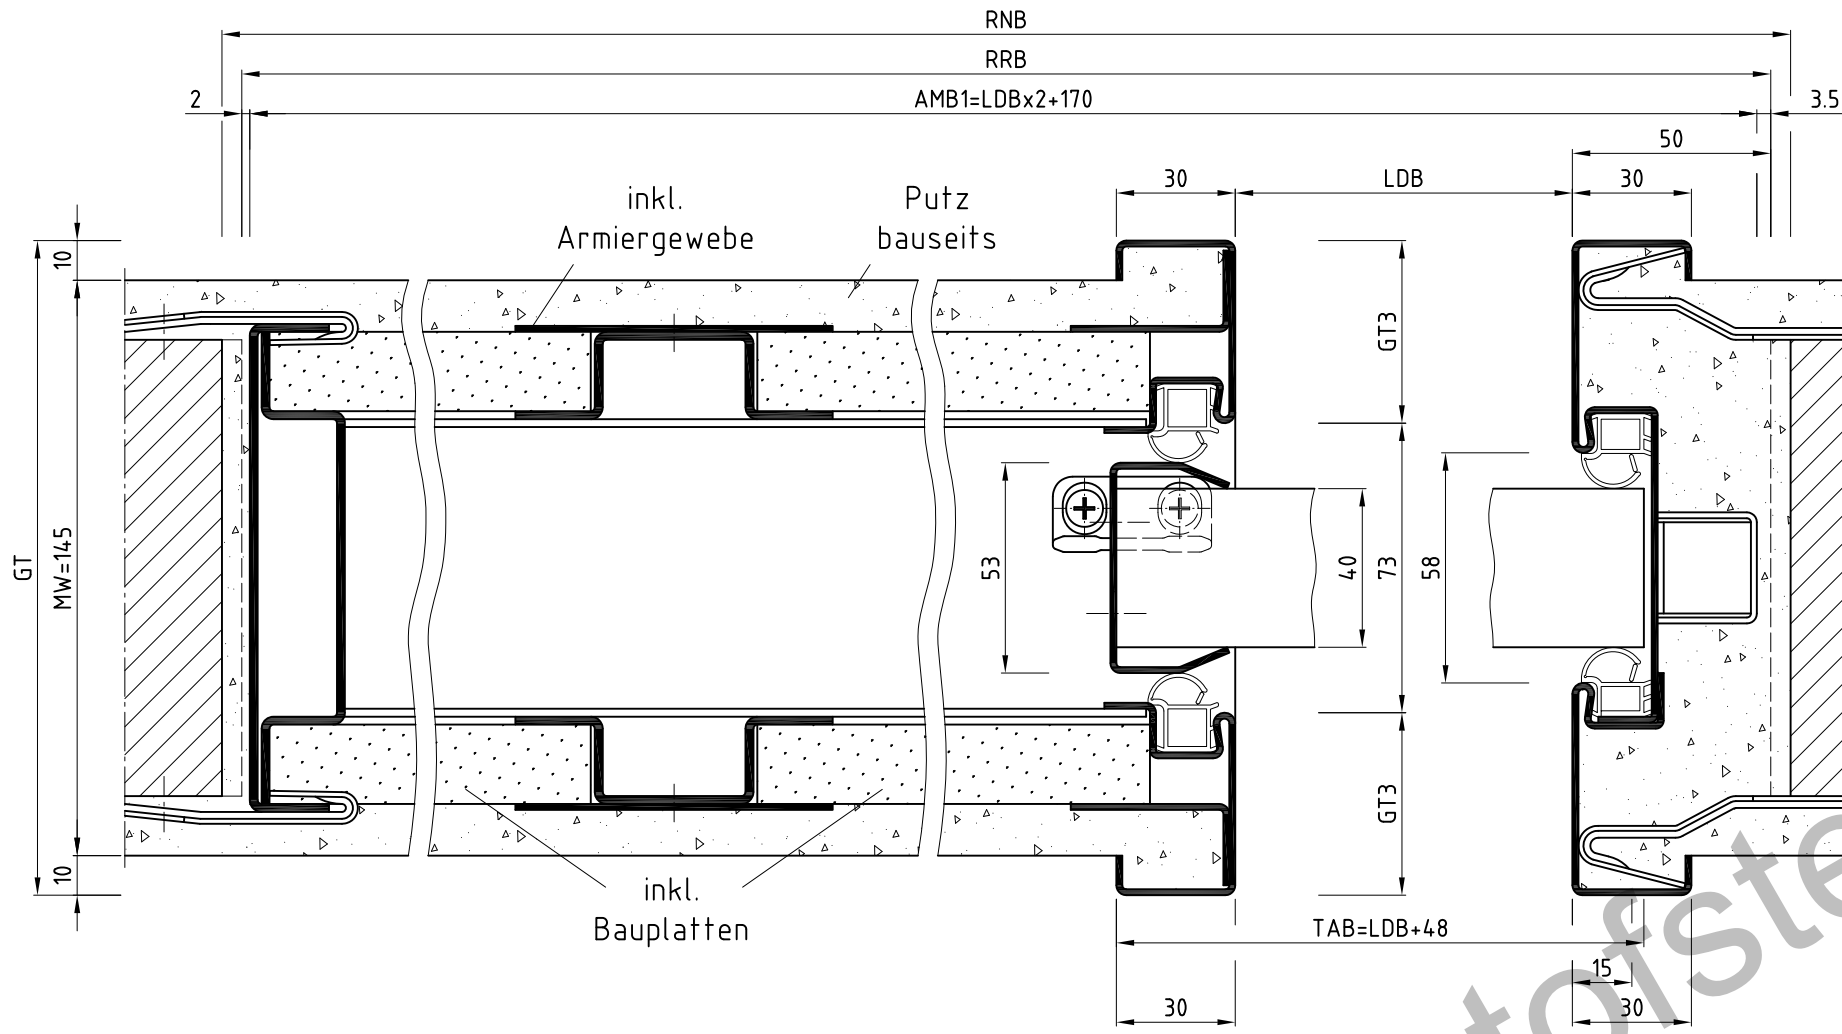 RNB
RRB
2
AMB1=LDBx2+170
3.5
50
30
LDB
30
inkl.
Armiergewebe
Putz
bauseits
10
GT
MW=145
10
GT3
53
40
73
58
GT3
inkl.
Bauplatten
TAB=LDB+48
15
30
30